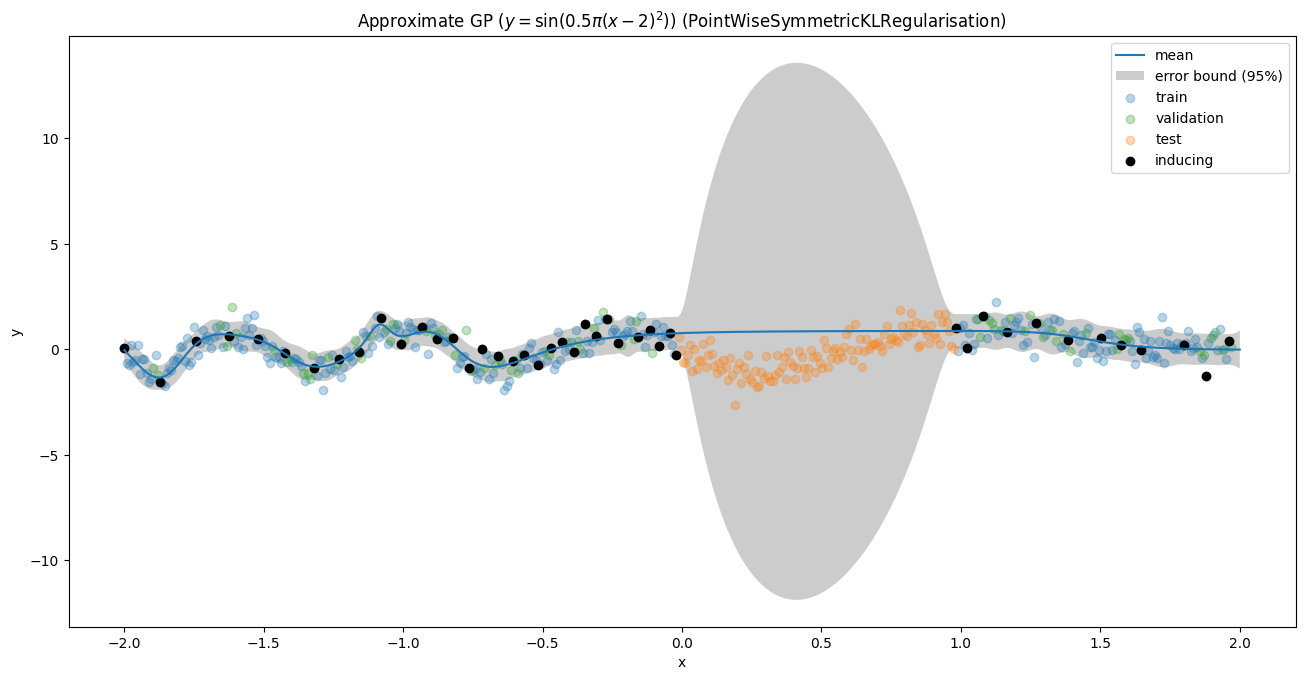 Approximate GP (y = sin(0.5π(x − 2)²)) (PointWiseSymmetricKLRegularisation)
mean
error bound (95%)
train
validation
test
inducing
10
5
0
−5
−10
y
−2.0 −1.5 −1.0 −0.5 0.0 0.5 1.0 1.5 2.0
x